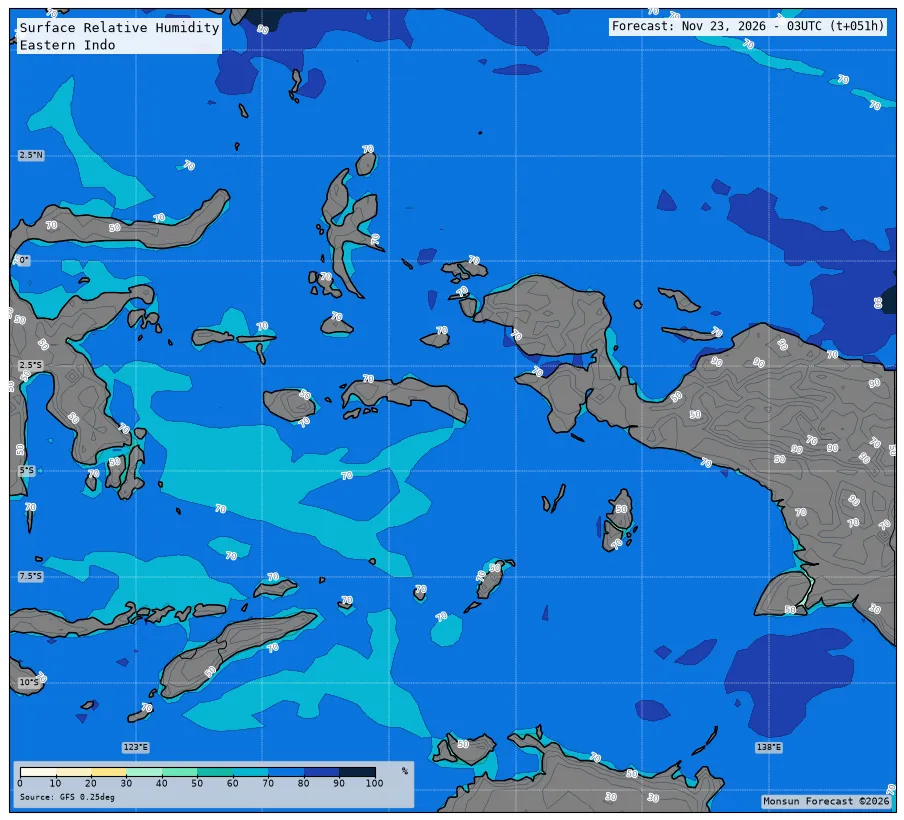 Surface Relative Humidity
Eastern Indo
Forecast: Nov 23, 2026 - 03UTC (t+051h)
2.5°N
0°
2.5°S
5°S
7.5°S
10°S
123°E
138°E
0 10 20 30 40 50 60 70 80 90 100 %
Source: GFS 0.25deg
Monsun Forecast ©2026